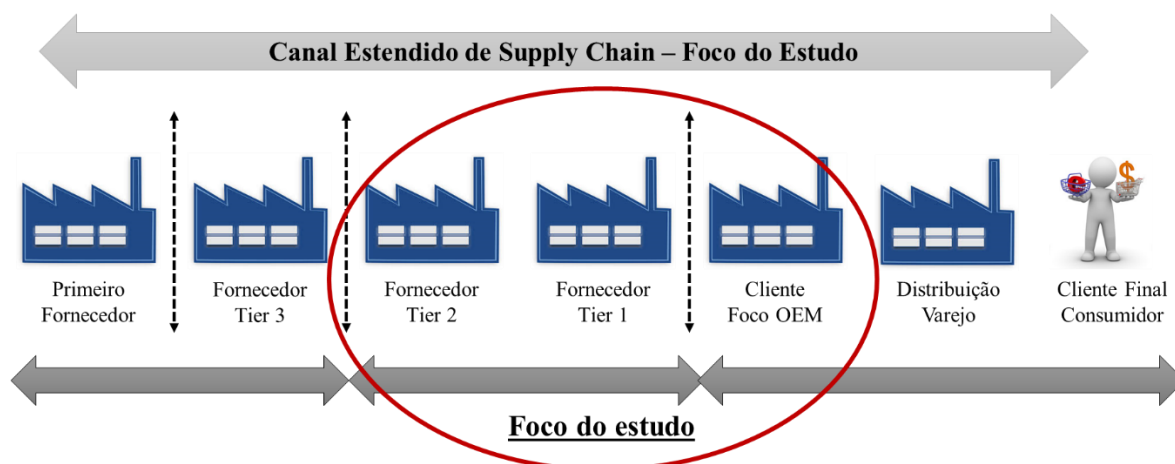 Canal Estendido de Supply Chain – Foco do Estudo
Primeiro
Fornecedor
Fornecedor
Tier 3
Fornecedor
Tier 2
Fornecedor
Tier 1
Cliente
Foco OEM
Distribuição
Varejo
Cliente Final
Consumidor
Foco do estudo